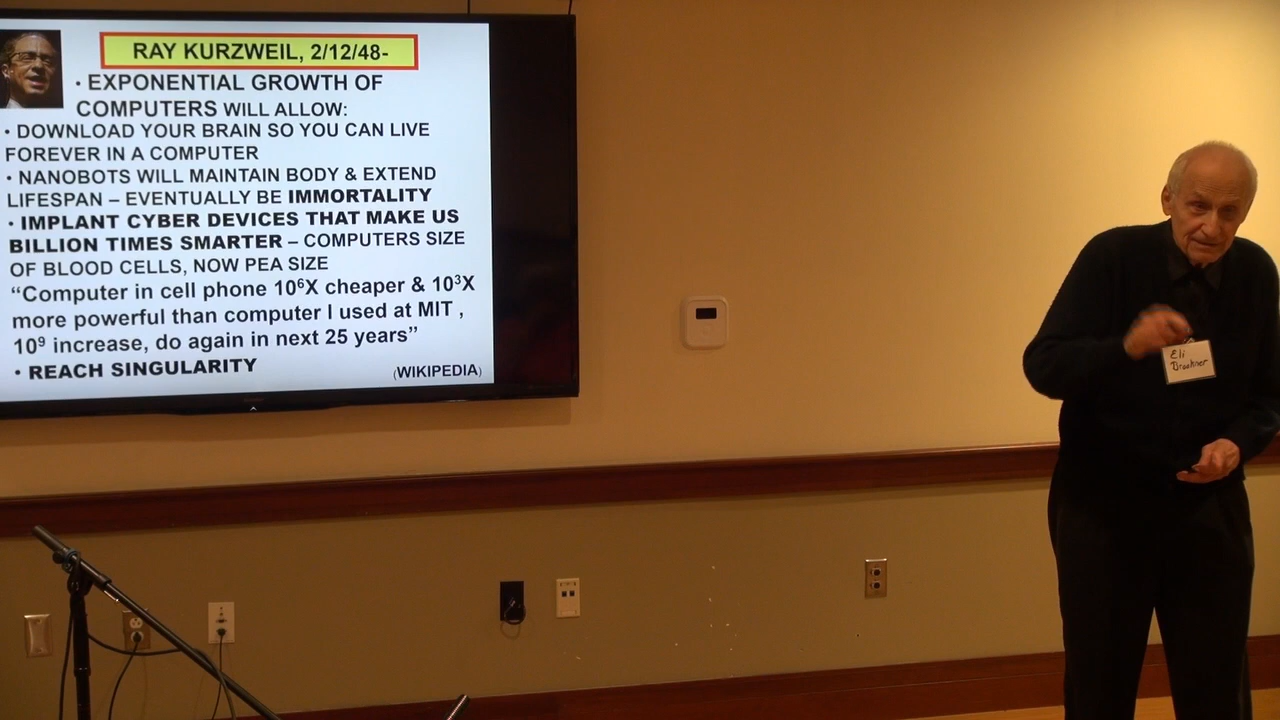 RAY KURZWEIL, 2/12/48-
• EXPONENTIAL GROWTH OF
COMPUTERS WILL ALLOW:
• DOWNLOAD YOUR BRAIN SO YOU CAN LIVE
FOREVER IN A COMPUTER
• NANOBOTS WILL MAINTAIN BODY & EXTEND
LIFESPAN – EVENTUALLY BE IMMORTALITY
• IMPLANT CYBER DEVICES THAT MAKE US
BILLION TIMES SMARTER – COMPUTERS SIZE
OF BLOOD CELLS, NOW PEA SIZE
“Computer in cell phone 10⁶X cheaper & 10³X
more powerful than computer I used at MIT ,
10⁹ increase, do again in next 25 years”
• REACH SINGULARITY
(WIKIPEDIA)
Eli
Brookner